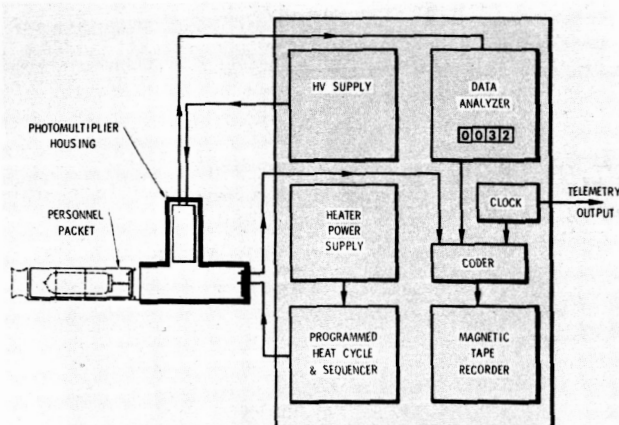 HV SUPPLY
DATA
ANALYZER
0032
PHOTOMULTIPLIER
HOUSING
PERSONNEL
PACKET
HEATER
POWER
SUPPLY
CLOCK
TELEMETRY
OUTPUT
CODER
PROGRAMMED
HEAT CYCLE
& SEQUENCER
MAGNETIC
TAPE
RECORDER